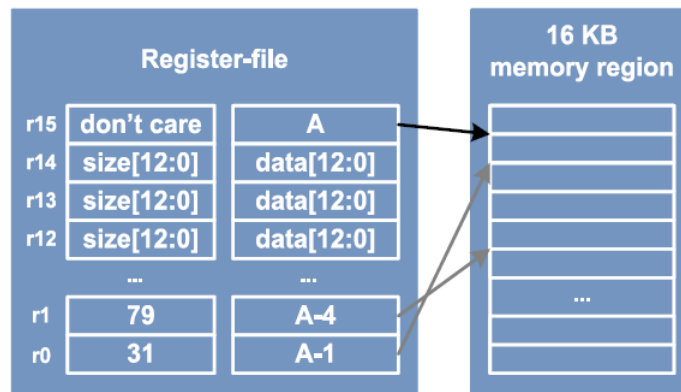 Register-file
16 KB
memory region
r15 don't care A
r14 size[12:0] data[12:0]
r13 size[12:0] data[12:0]
r12 size[12:0] data[12:0]
... ...
...
r1 79 A-4
r0 31 A-1